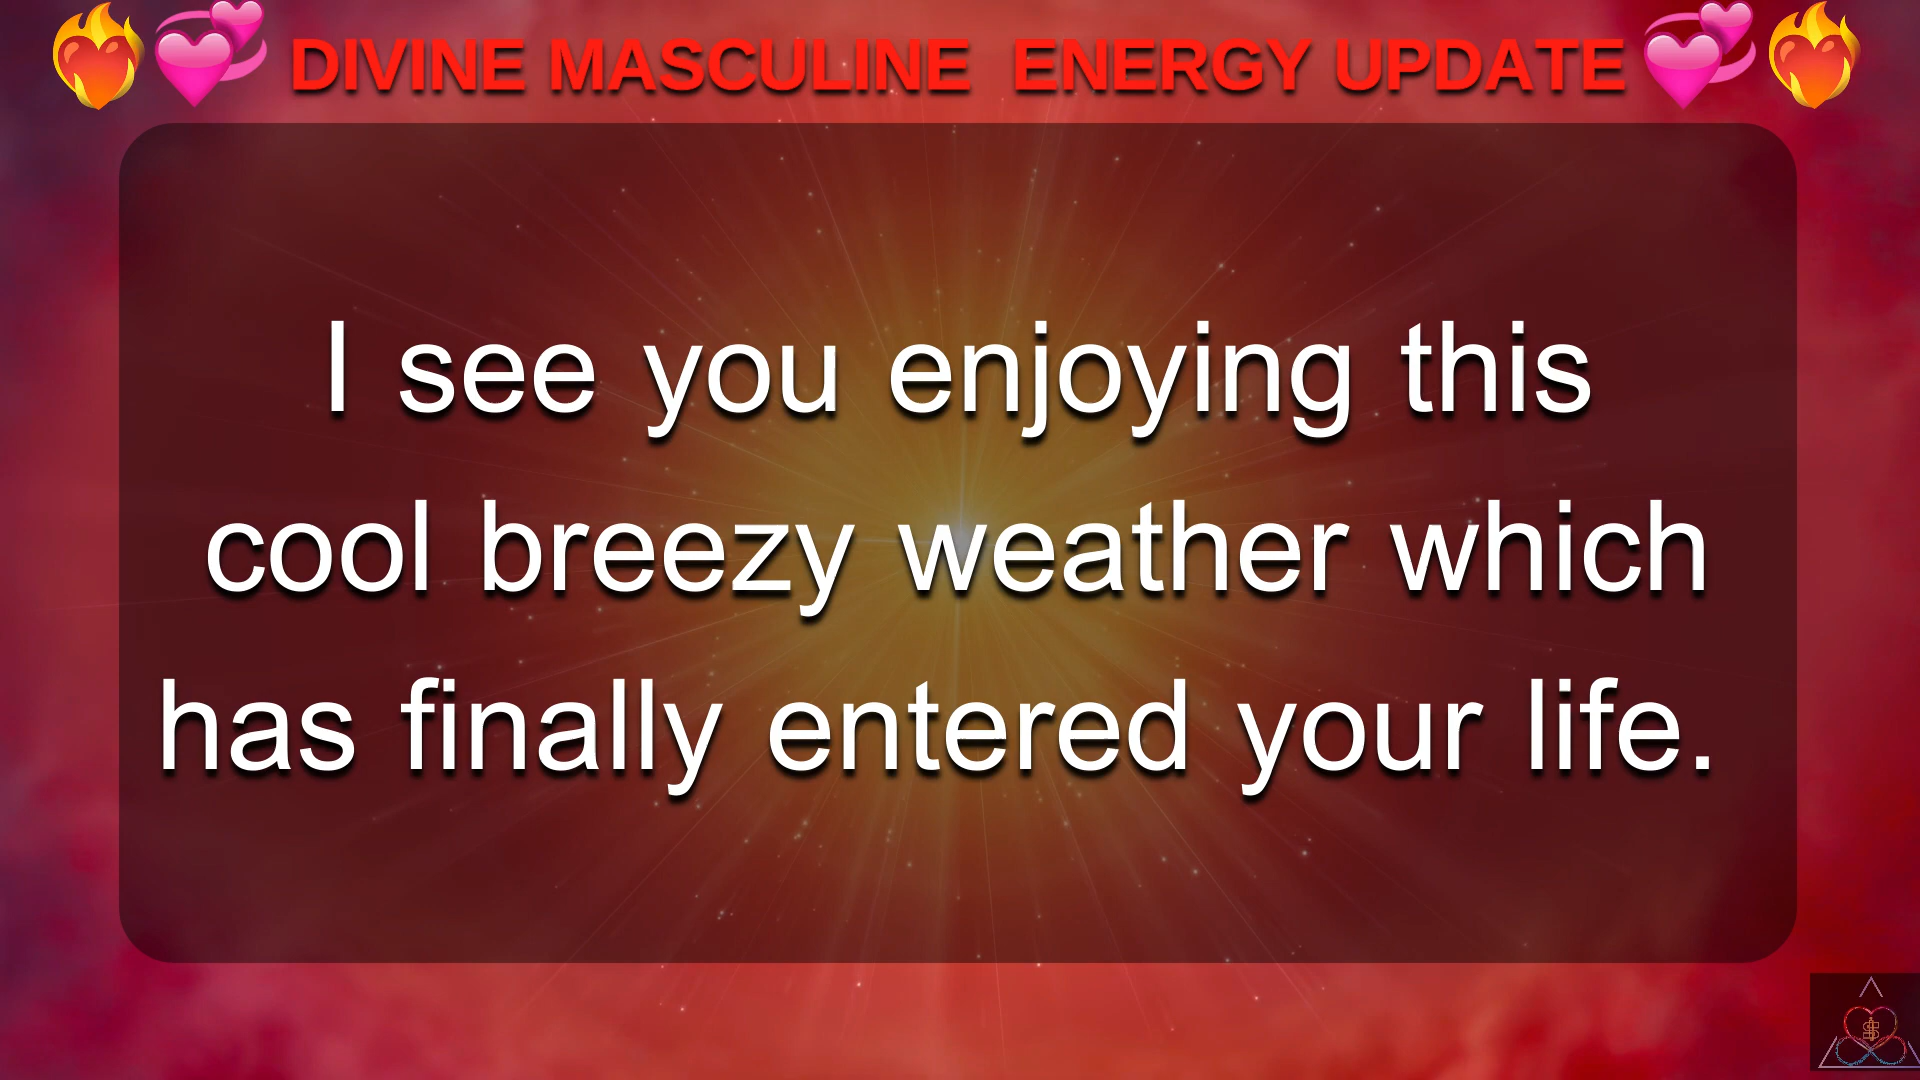 DIVINE MASCULINE ENERGY UPDATE
I see you enjoying this
cool breezy weather which
has finally entered your life.